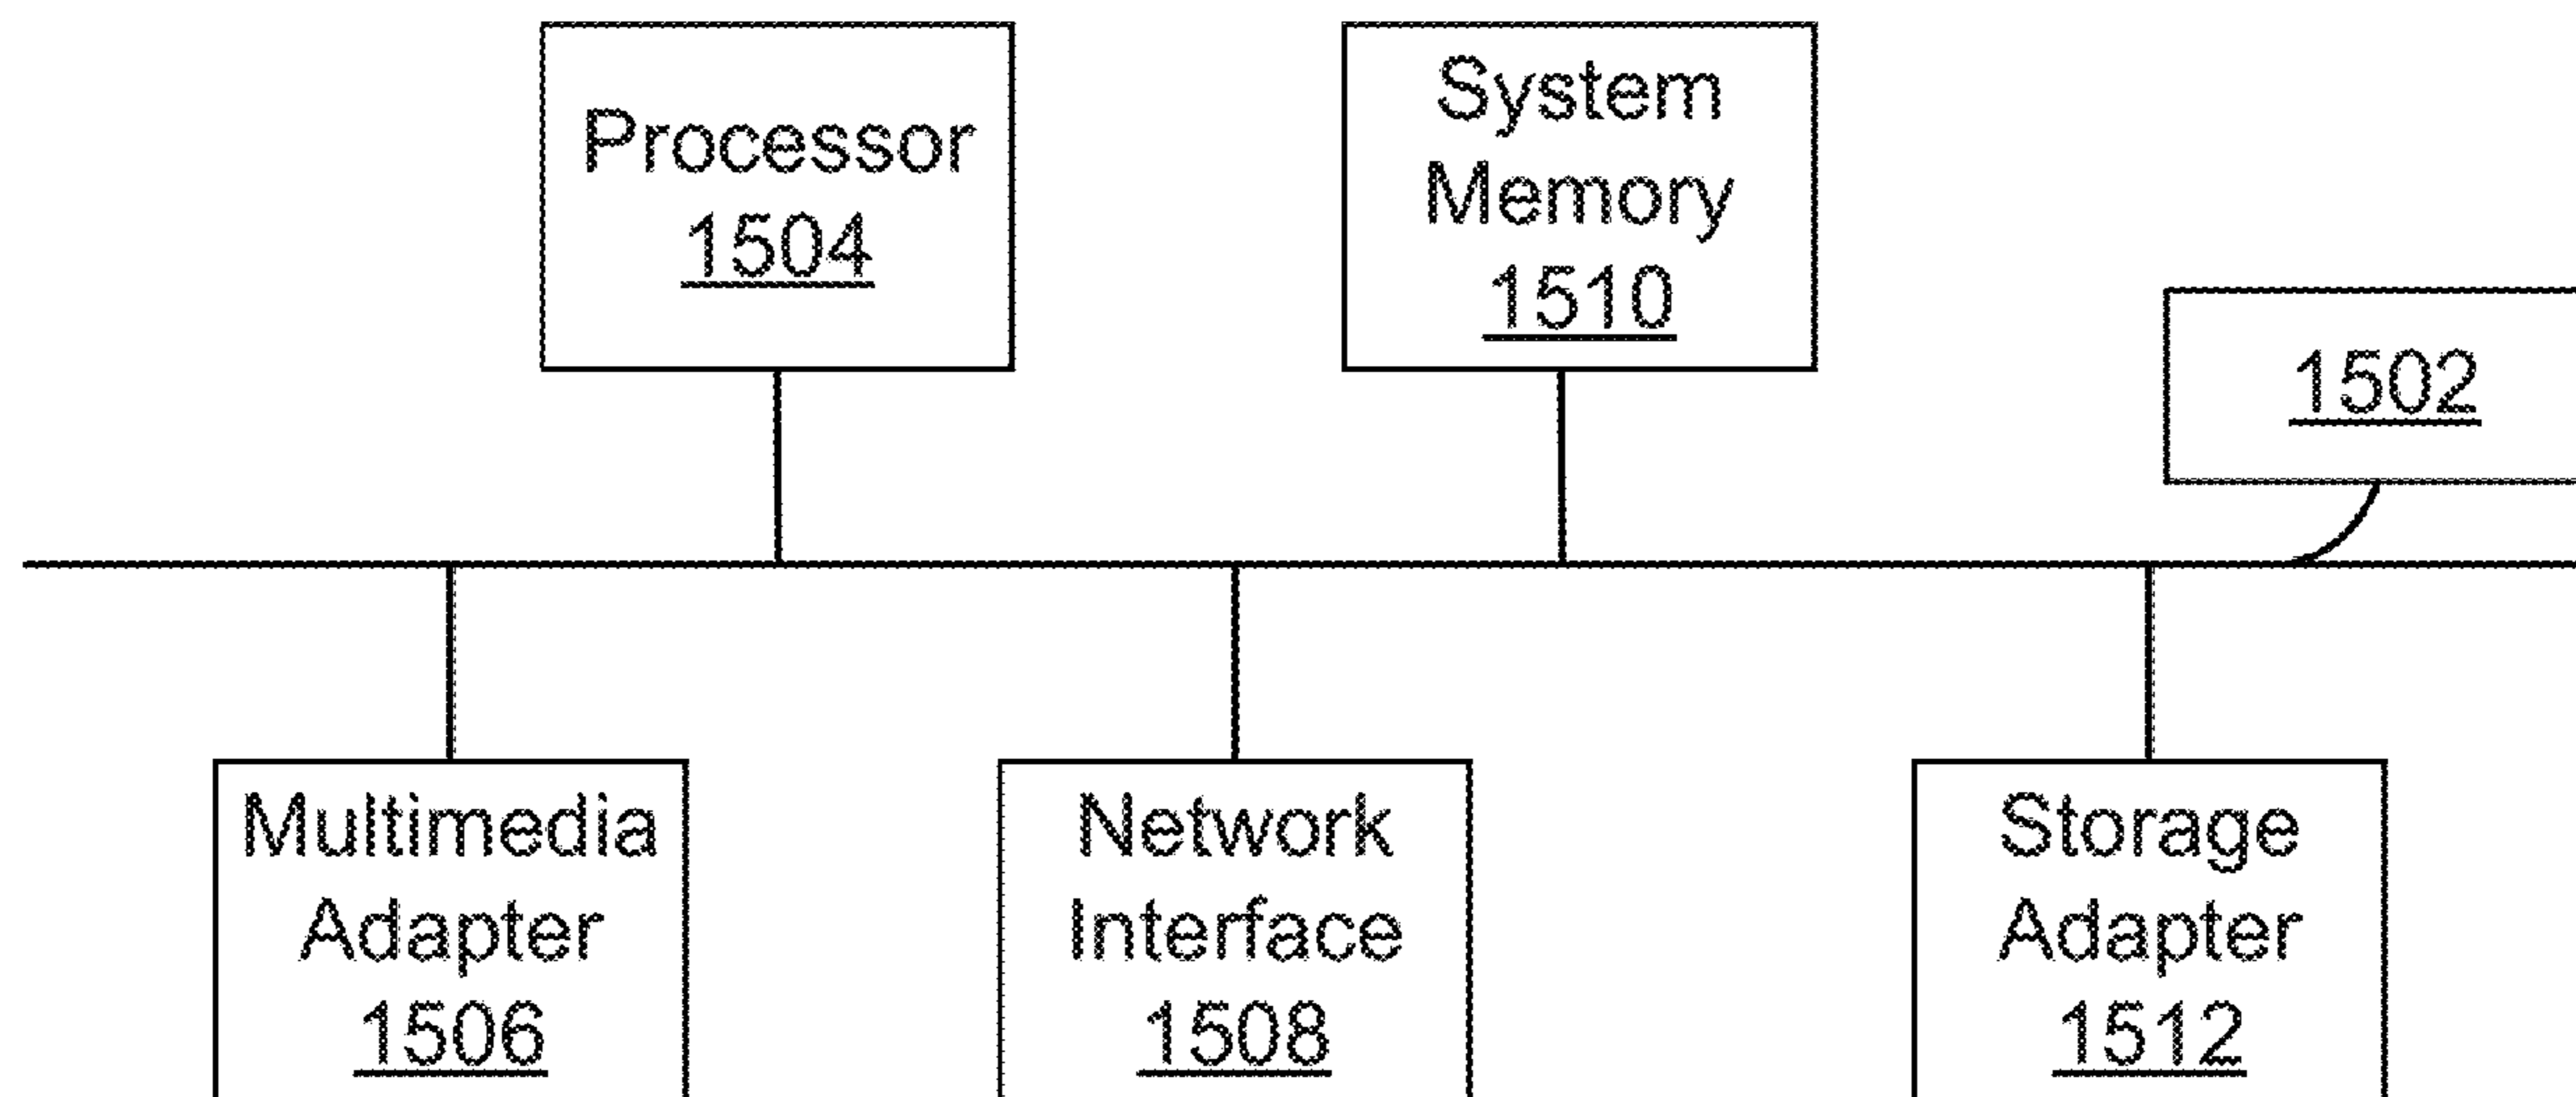 Processor
1504
System
Memory
1510
1502
Multimedia
Adapter
1506
Network
Interface
1508
Storage
Adapter
1512